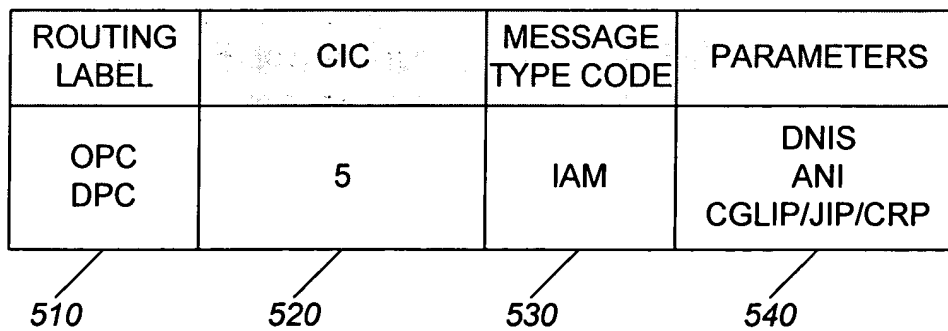 ROUTING LABEL
CIC
MESSAGE TYPE CODE
PARAMETERS
OPC
DPC
5
IAM
DNIS
ANI
CGLIP/JIP/CRP
510
520
530
540